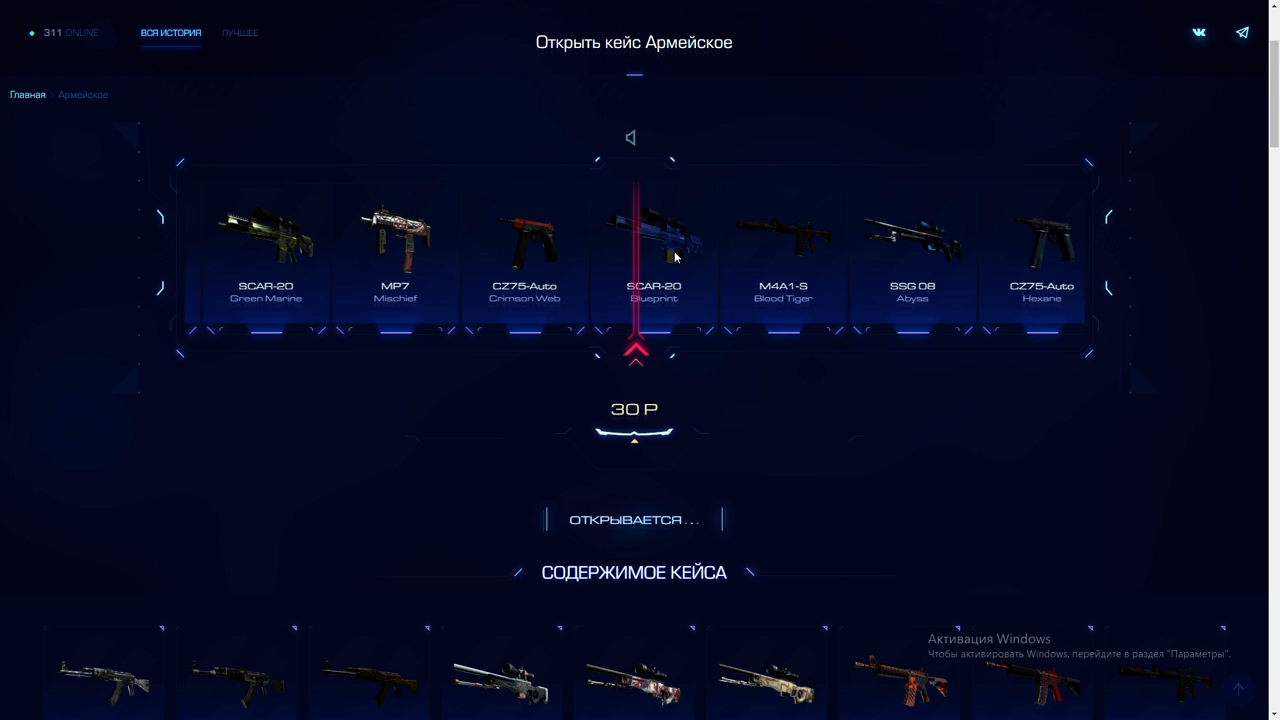 311 ONLINE
ВСЯ ИСТОРИЯ
ЛУЧШЕЕ
Открыть кейс Армейское
Главная
Армейское
SCAR-20
Green Marine
MP7
Mischief
CZ75-Auto
Crimson Web
SCAR-20
Blueprint
M4A1-S
Blood Tiger
SSG 08
Abyss
CZ75-Auto
Hexane
30 Р
ОТКРЫВАЕТСЯ...
СОДЕРЖИМОЕ КЕЙСА
Активация Windows
Чтобы активировать Windows, перейдите в раздел "Параметры".